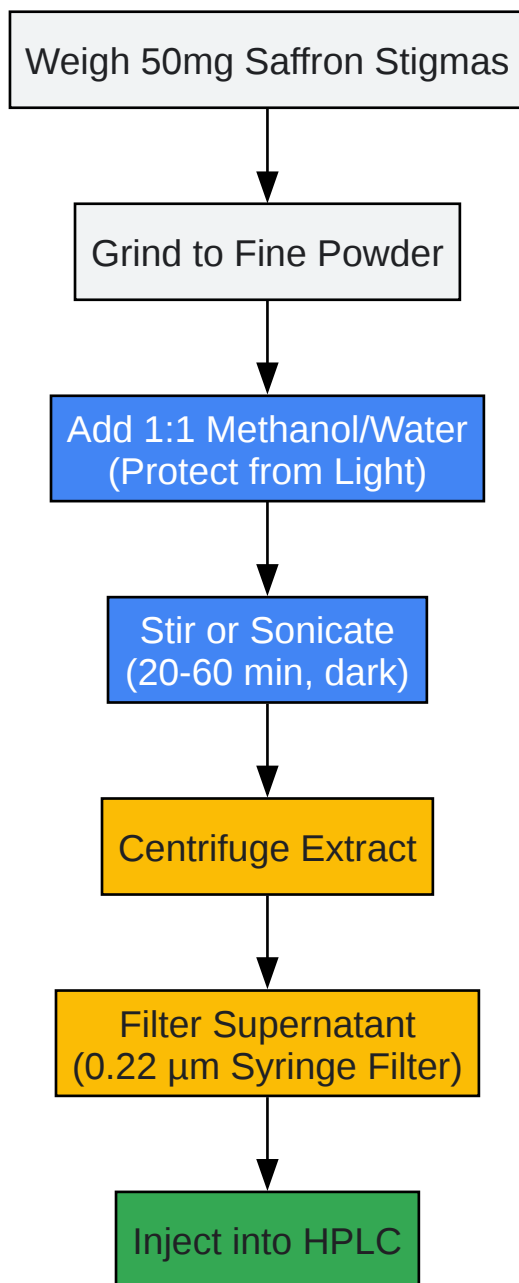 Weigh 50mg Saffron Stigmas
Grind to Fine Powder
Add 1:1 Methanol/Water
(Protect from Light)
Stir or Sonicate
(20-60 min, dark)
Centrifuge Extract
Filter Supernatant
(0.22 µm Syringe Filter)
Inject into HPLC